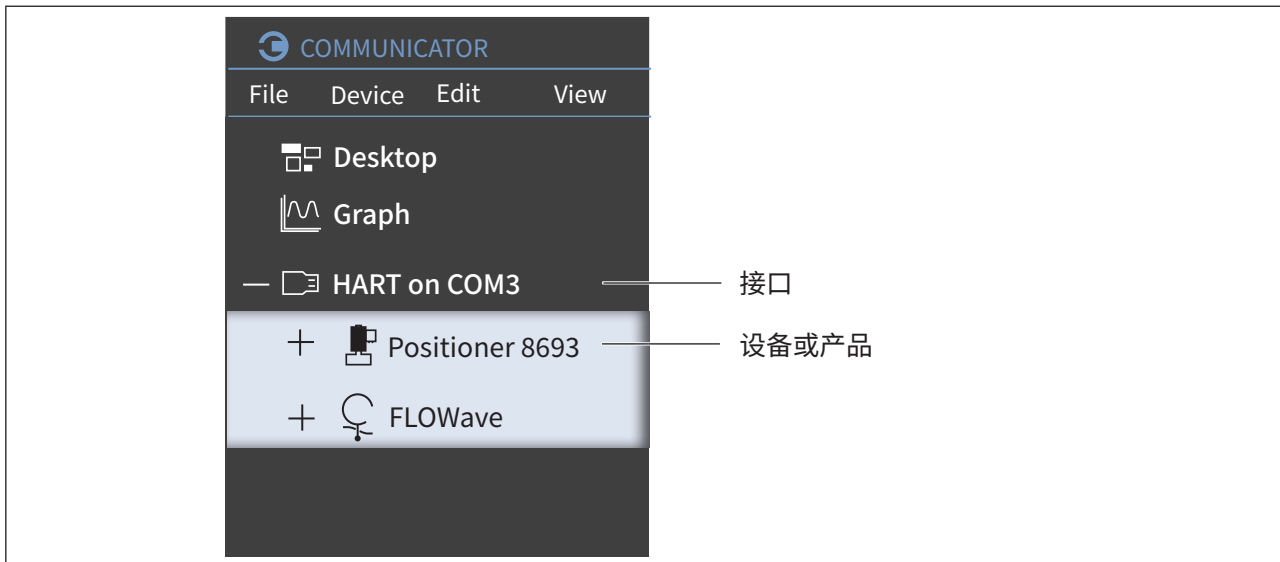 COMMUNICATOR
File Device Edit View
Desktop
Graph
HART on COM3 接口
Positioner 8693 设备或产品
FLOWave